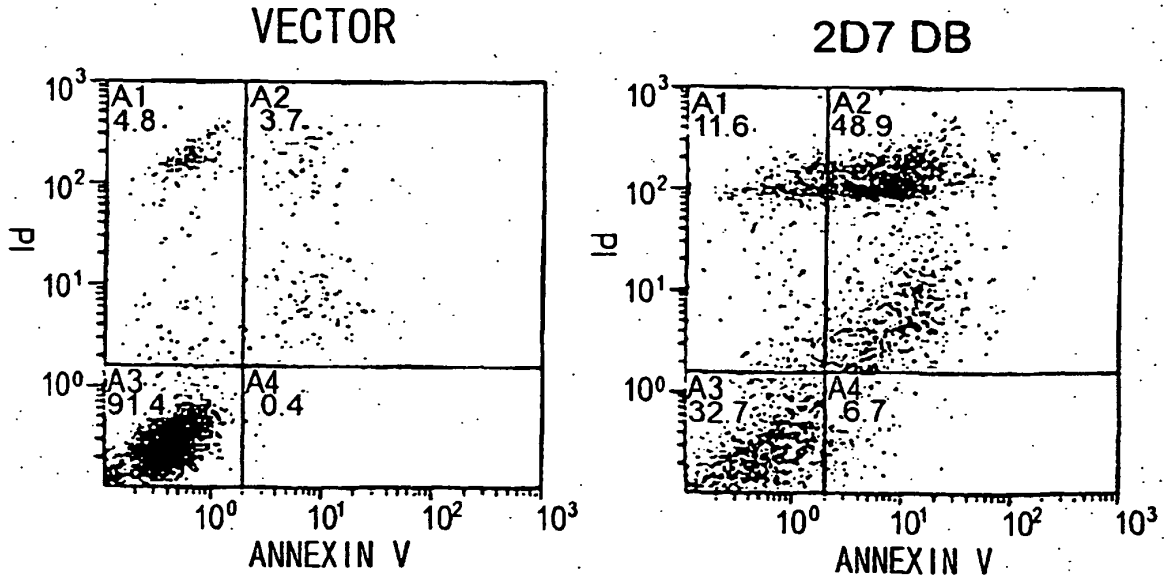 VECTOR
10³
10²
10¹
10⁰
PI
A1
4.8
A2
3.7
A3
91.4
A4
0.4
10⁰ 10¹ 10² 10³
ANNEXIN V
2D7 DB
10³
10²
10¹
10⁰
PI
A1
11.6
A2
48.9
A3
32.7
A4
6.7
10⁰ 10¹ 10² 10³
ANNEXIN V